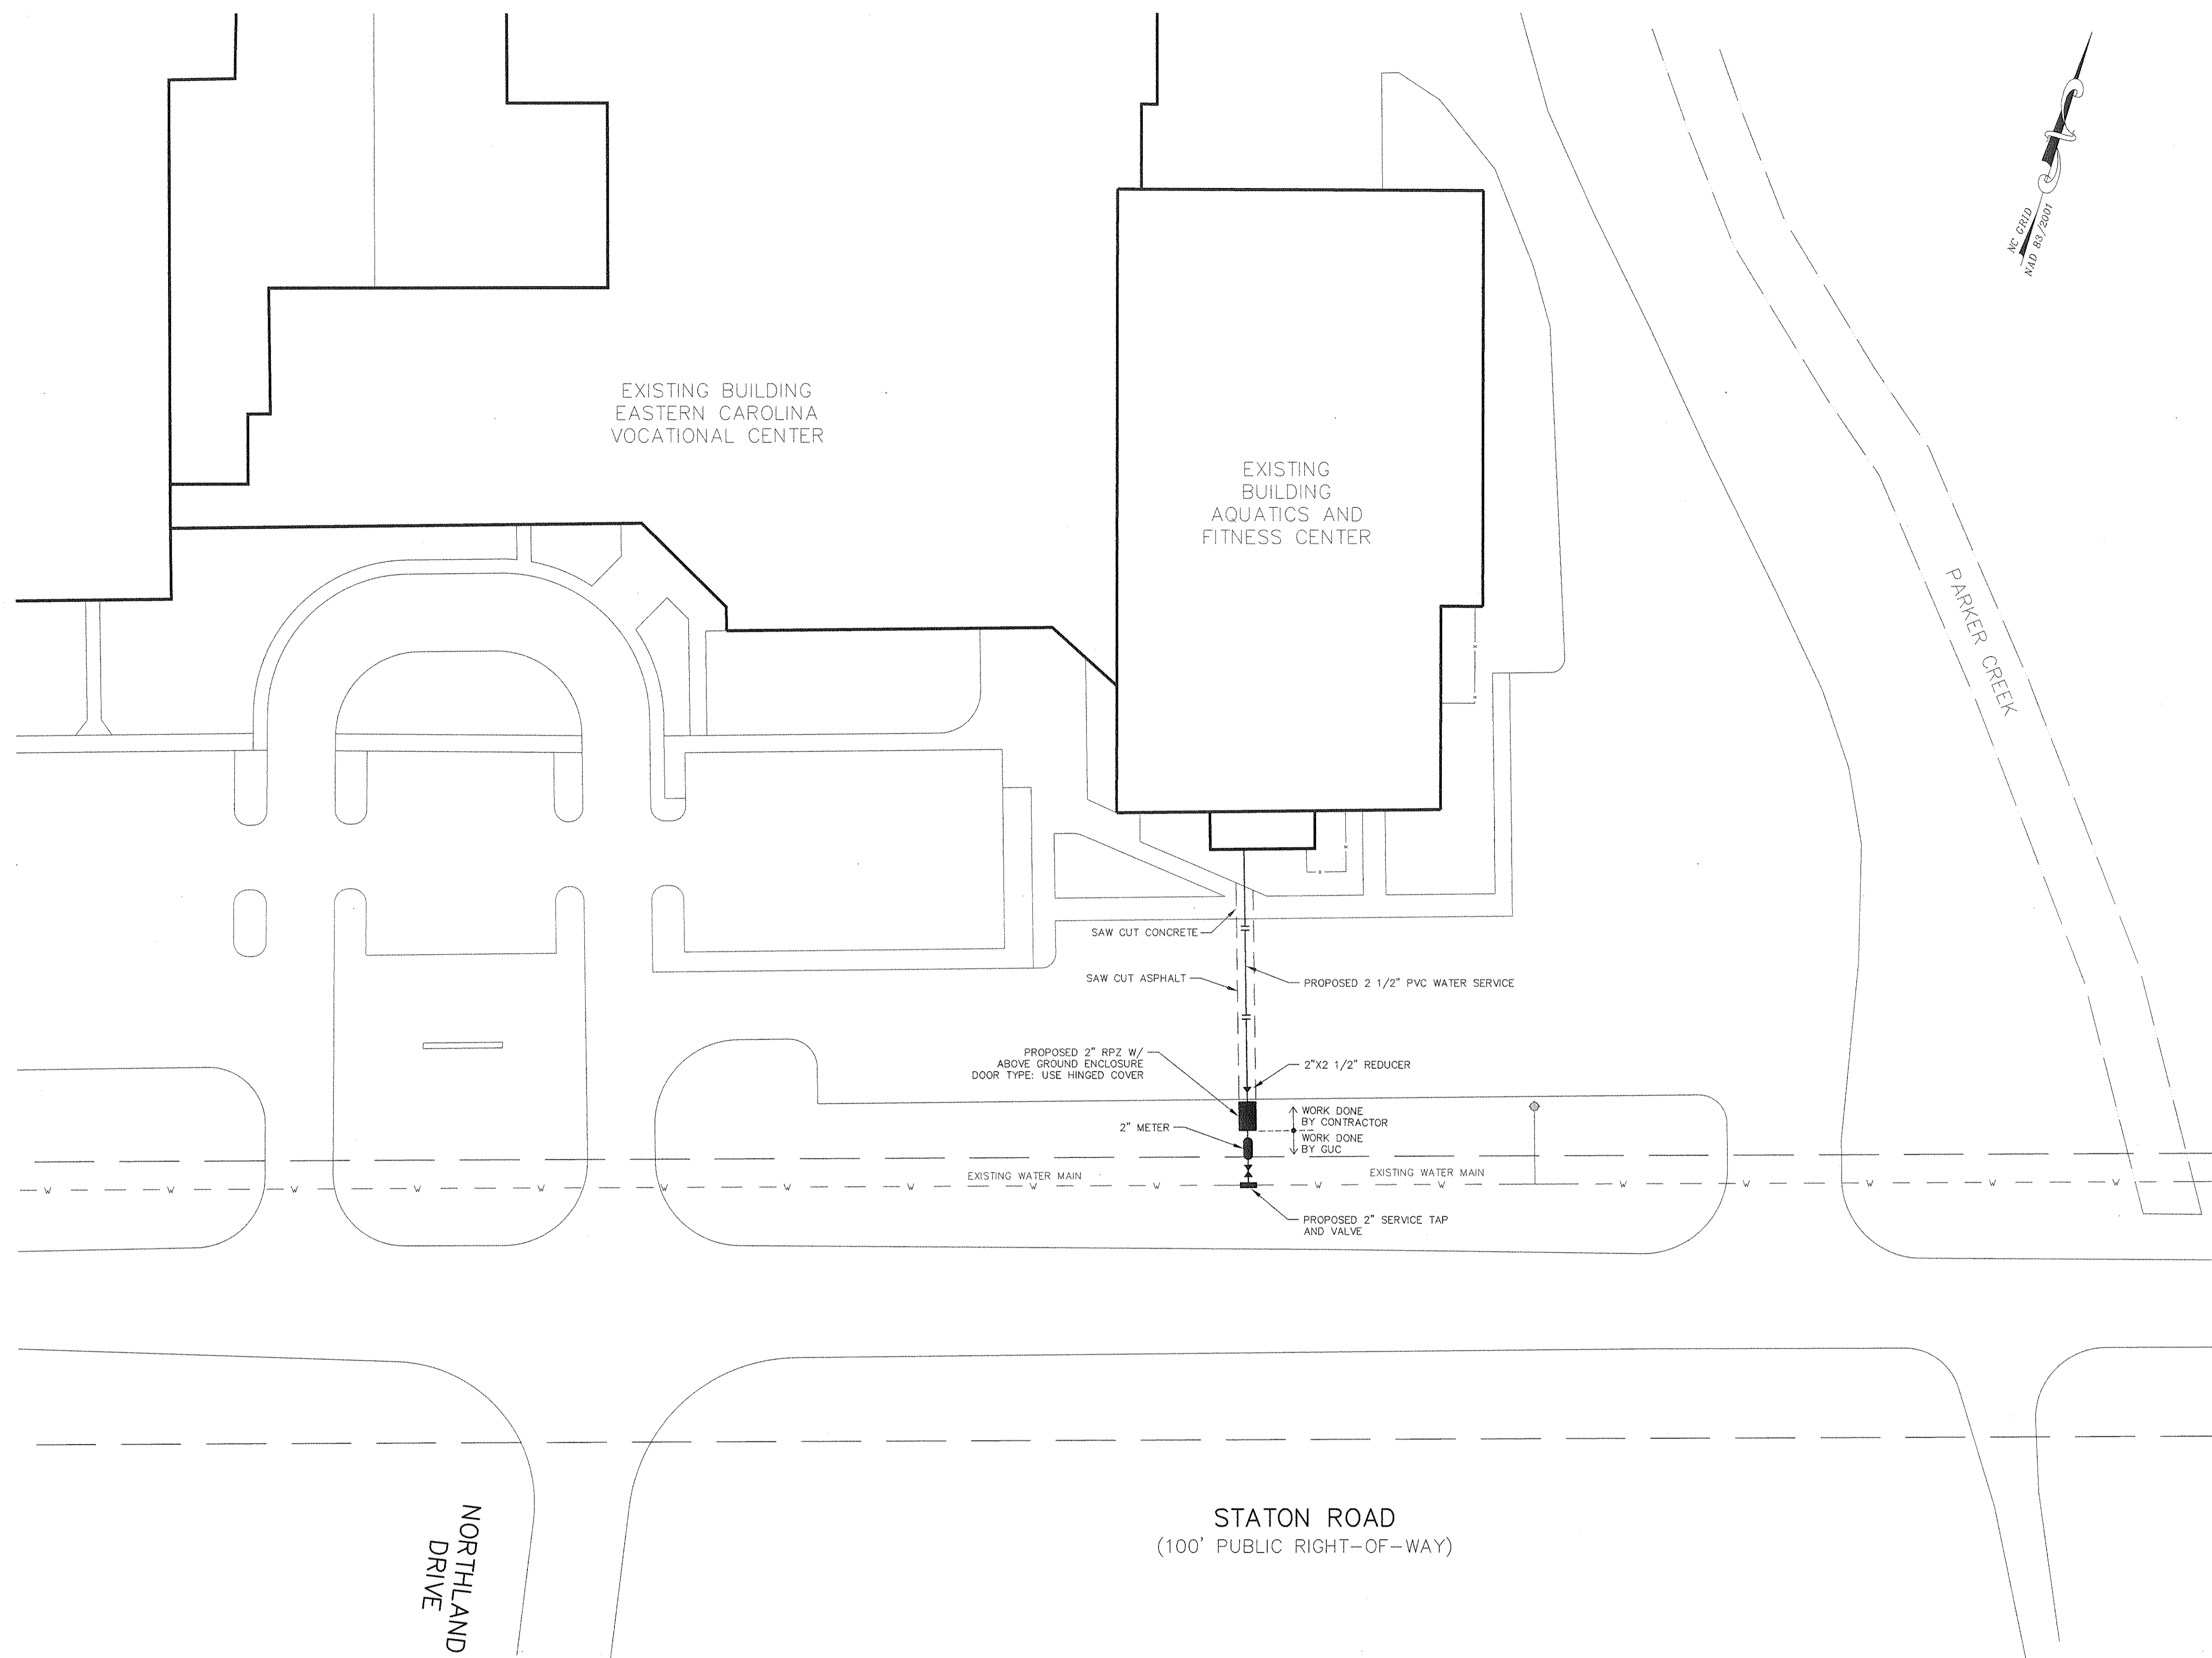 NC GRID
NAD 83/2001
EXISTING BUILDING
EASTERN CAROLINA
VOCATIONAL CENTER
EXISTING
BUILDING
AQUATICS AND
FITNESS CENTER
PARKER CREEK
SAW CUT CONCRETE
SAW CUT ASPHALT
PROPOSED 2 1/2" PVC WATER SERVICE
PROPOSED 2" RPZ W/
ABOVE GROUND ENCLOSURE
DOOR TYPE: USE HINGED COVER
2"X2 1/2" REDUCER
WORK DONE
BY CONTRACTOR
2" METER
WORK DONE
BY GUC
EXISTING WATER MAIN
EXISTING WATER MAIN
W W W W W W W W W W W W W W W W W
PROPOSED 2" SERVICE TAP
AND VALVE
STATON ROAD
(100' PUBLIC RIGHT-OF-WAY)
NORTHLAND
DRIVE